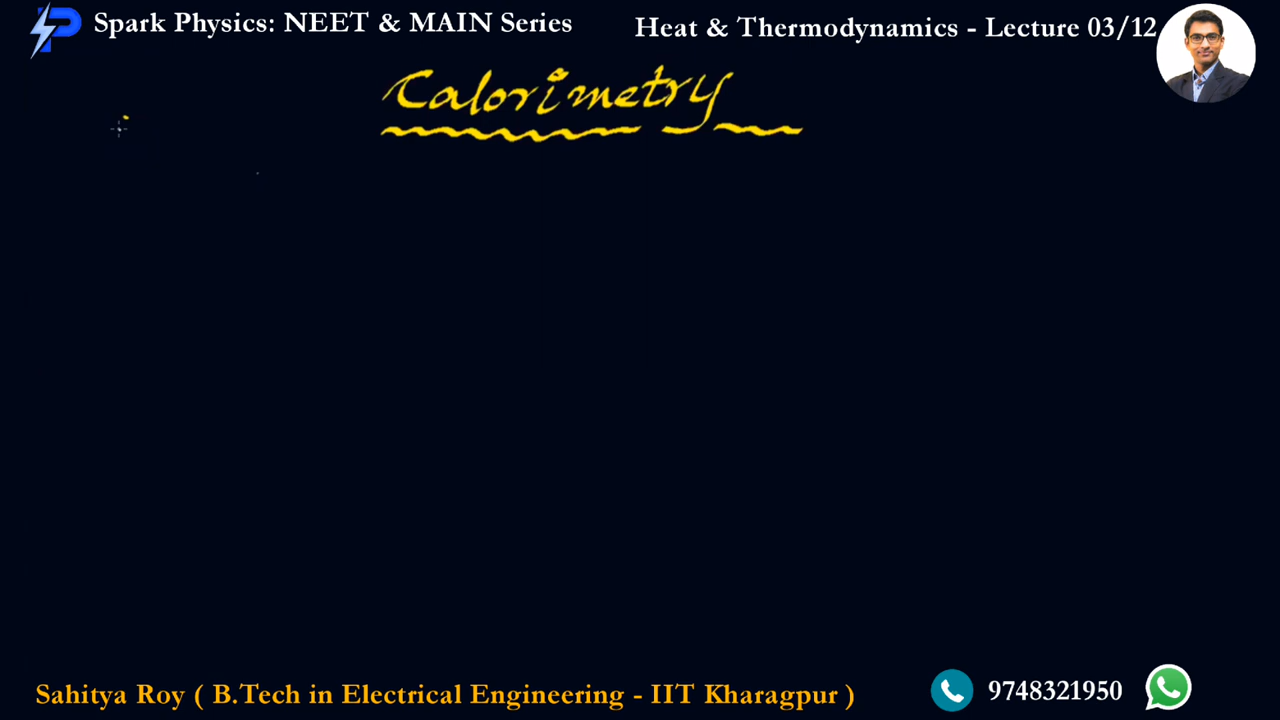 Spark Physics: NEET & MAIN Series
Heat & Thermodynamics - Lecture 03/12
Calorimetry
Sahitya Roy ( B.Tech in Electrical Engineering - IIT Kharagpur )
9748321950